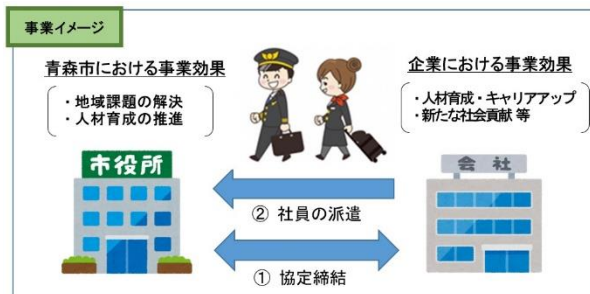 事業イメージ
青森市における事業効果
・地域課題の解決
・人材育成の推進
企業における事業効果
・人材育成・キャリアアップ
・新たな社会貢献 等
市役所
会社
② 社員の派遣
① 協定締結